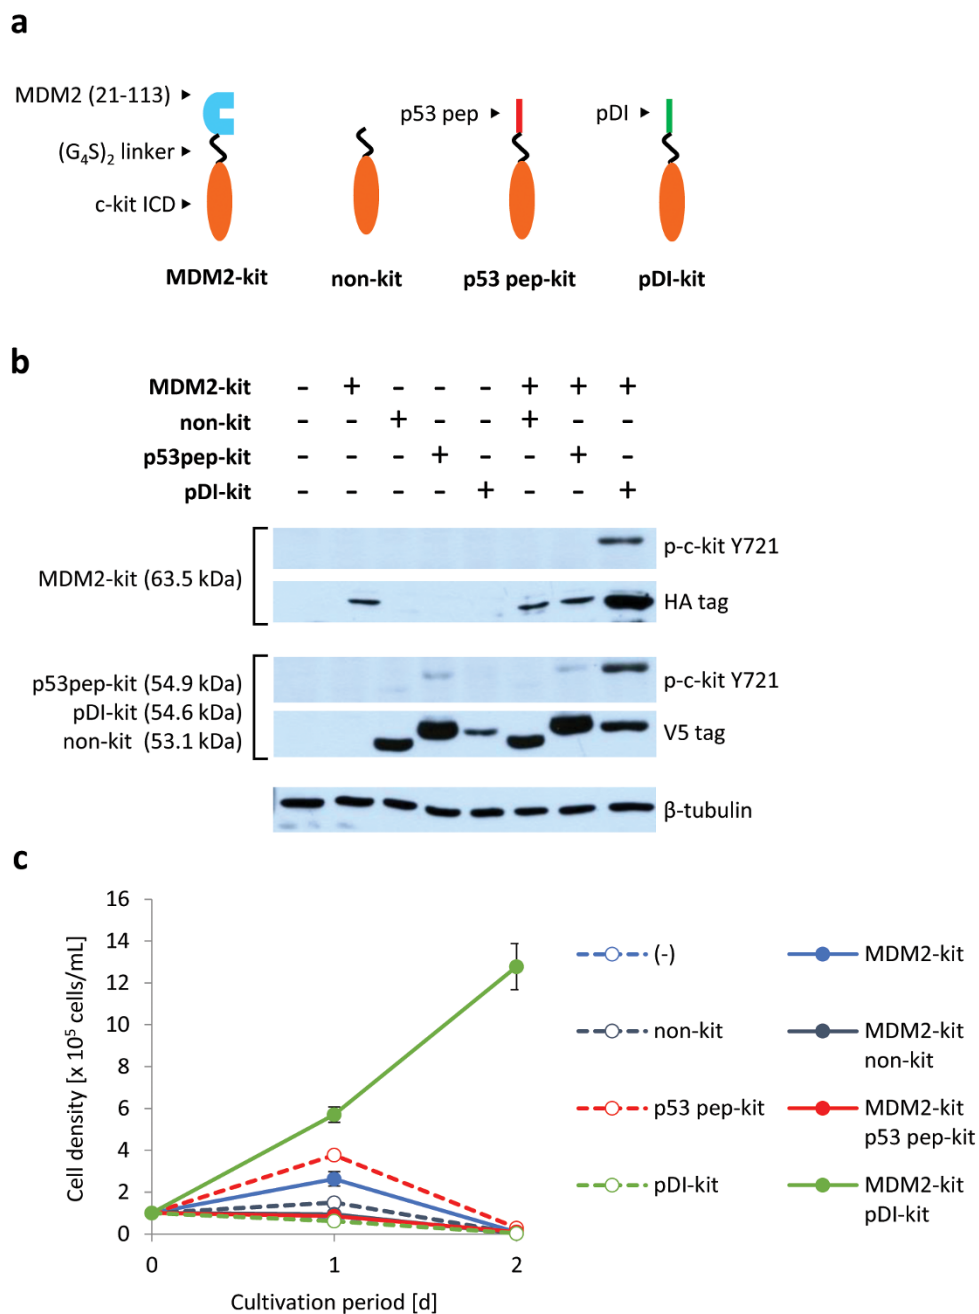 a
MDM2 (21-113) ►
(G₄S)₂ linker ►
c-kit ICD ►
p53 pep ►
pDI ►
MDM2-kit non-kit p53 pep-kit pDI-kit
b
MDM2-kit - + - - - + + +
non-kit - - + - - + - -
p53pep-kit - - - + - - + -
pDI-kit - - - - + - - +
MDM2-kit (63.5 kDa)
p-c-kit Y721
HA tag
p53pep-kit (54.9 kDa)
pDI-kit (54.6 kDa)
non-kit (53.1 kDa)
p-c-kit Y721
V5 tag
β-tubulin
c
Cell density [x 10⁵ cells/mL]
16
14
12
10
8
6
4
2
0
0 1 2
Cultivation period [d]
(-)
MDM2-kit
non-kit
MDM2-kit
non-kit
p53 pep-kit
MDM2-kit
p53 pep-kit
pDI-kit
MDM2-kit
pDI-kit